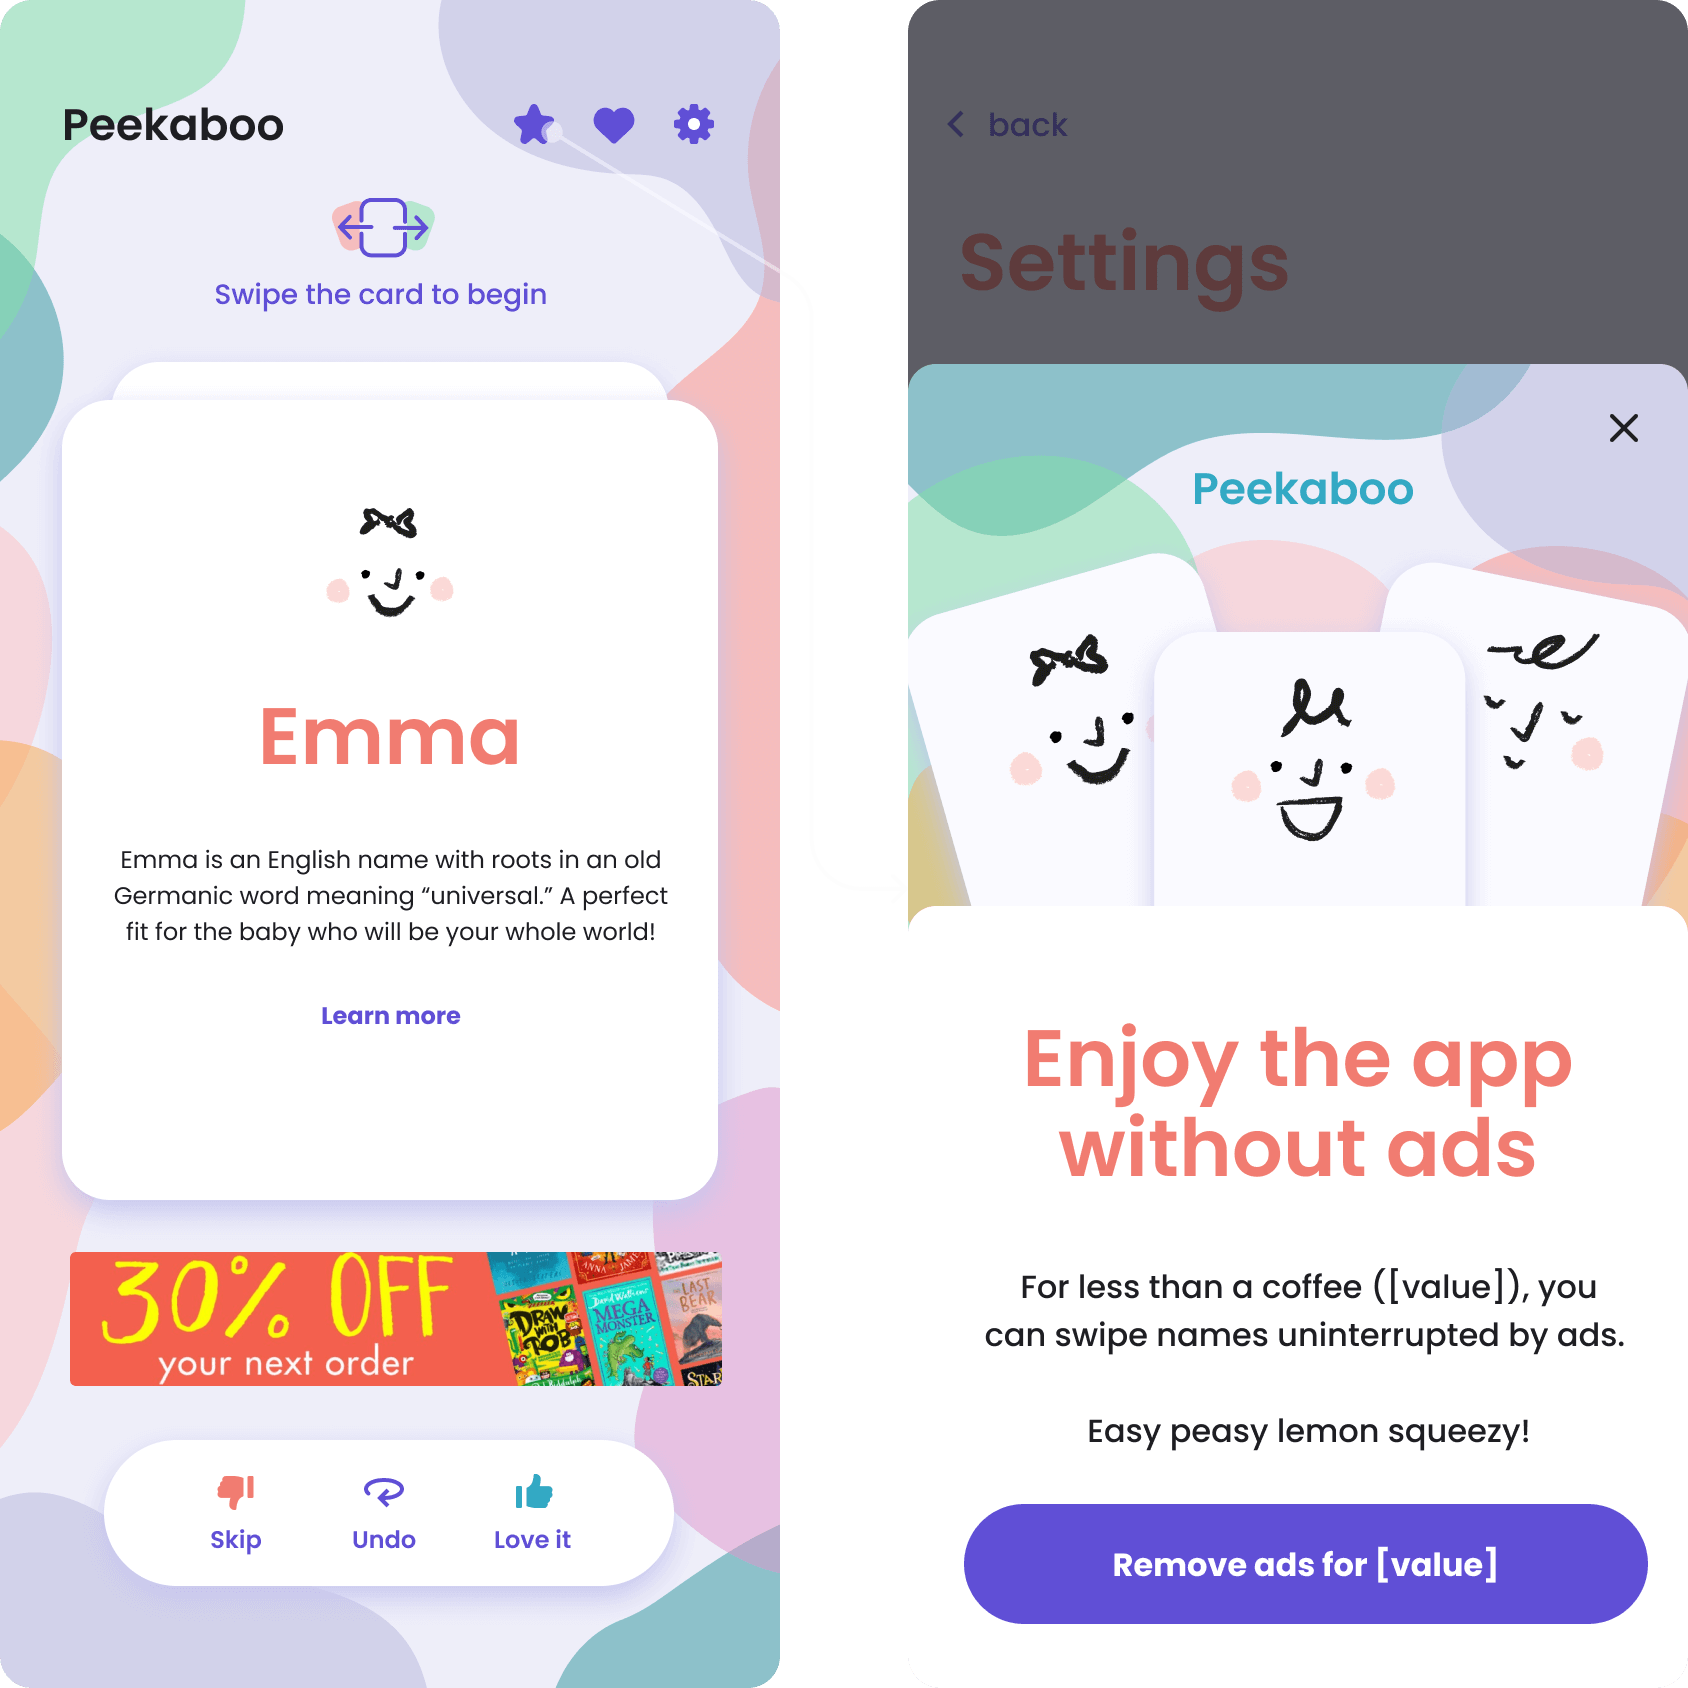 Peekaboo
Swipe the card to begin
Emma
Emma is an English name with roots in an old
Germanic word meaning “universal.” A perfect
fit for the baby who will be your whole world!
Learn more
30% OFF
your next order
ANNA
DRAW
WITH
ROB
David Walliams
MEGA
MONSTER
LAST
BEAR
STAR
Skip
Undo
Love it
back
Settings
Peekaboo
Enjoy the app
without ads
For less than a coffee ([value]), you
can swipe names uninterrupted by ads.
Easy peasy lemon squeezy!
Remove ads for [value]